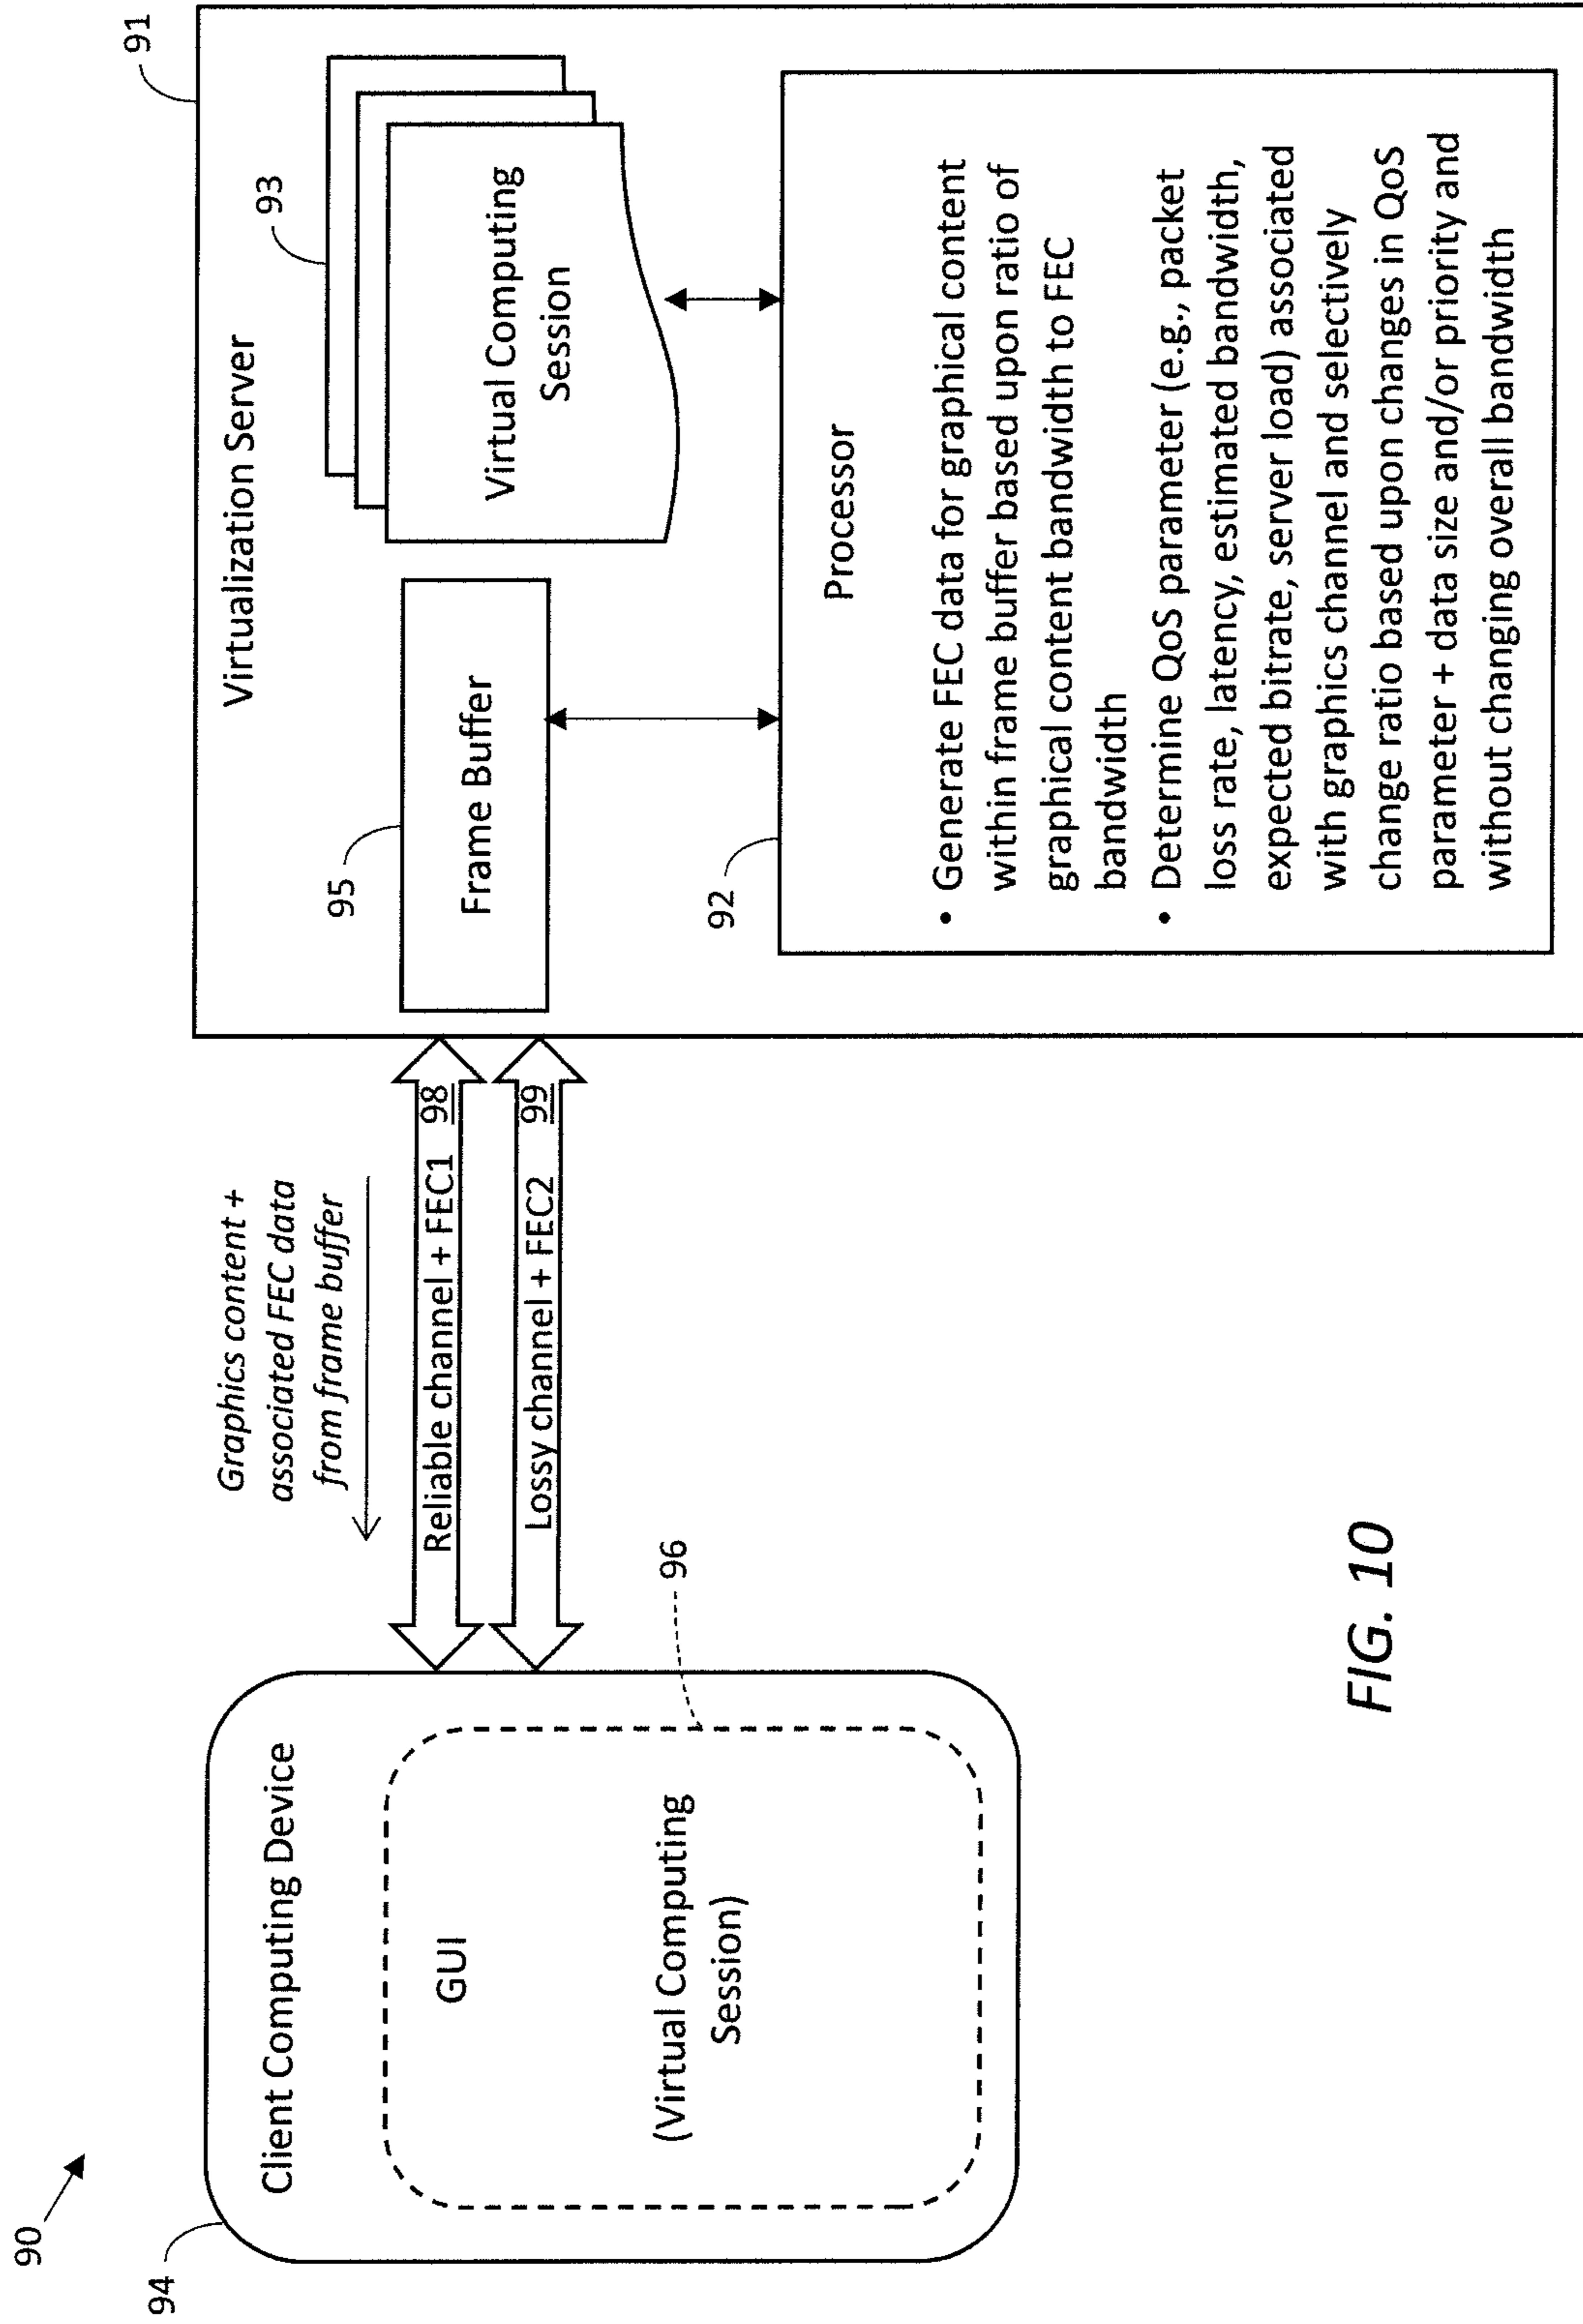 90
94
Client Computing Device
GUI
(Virtual Computing
Session)
96
Graphics content +
associated FEC data
from frame buffer
Reliable channel + FEC1 98
Lossy channel + FEC2 99
91
Virtualization Server
95
Frame Buffer
93
Virtual Computing
Session
92
Processor
• Generate FEC data for graphical content
within frame buffer based upon ratio of
graphical content bandwidth to FEC
bandwidth
• Determine QoS parameter (e.g., packet
loss rate, latency, estimated bandwidth,
expected bitrate, server load) associated
with graphics channel and selectively
change ratio based upon changes in QoS
parameter + data size and/or priority and
without changing overall bandwidth
FIG. 10